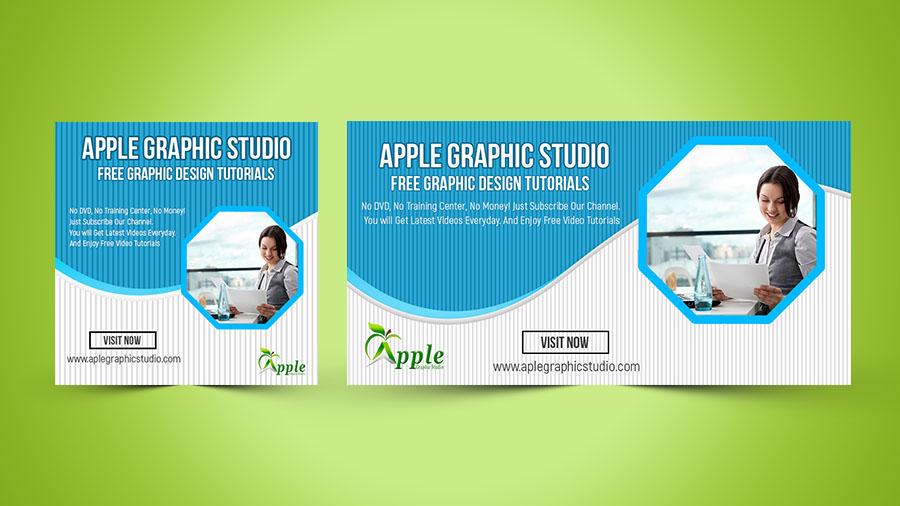 APPLE GRAPHIC STUDIO
FREE GRAPHIC DESIGN TUTORIALS
No DVD, No Training Center, No Money!
Just Subscribe Our Channel.
You will Get Latest Videos Everyday.
And Enjoy Free Video Tutorials
VISIT NOW
www.aplegraphicstudio.com
Apple
APPLE GRAPHIC STUDIO
FREE GRAPHIC DESIGN TUTORIALS
No DVD, No Training Center, No Money! Just Subscribe Our Channel.
You will Get Latest Videos Everyday. And Enjoy Free Video Tutorials
VISIT NOW
www.aplegraphicstudio.com
Apple
Graphic Studio